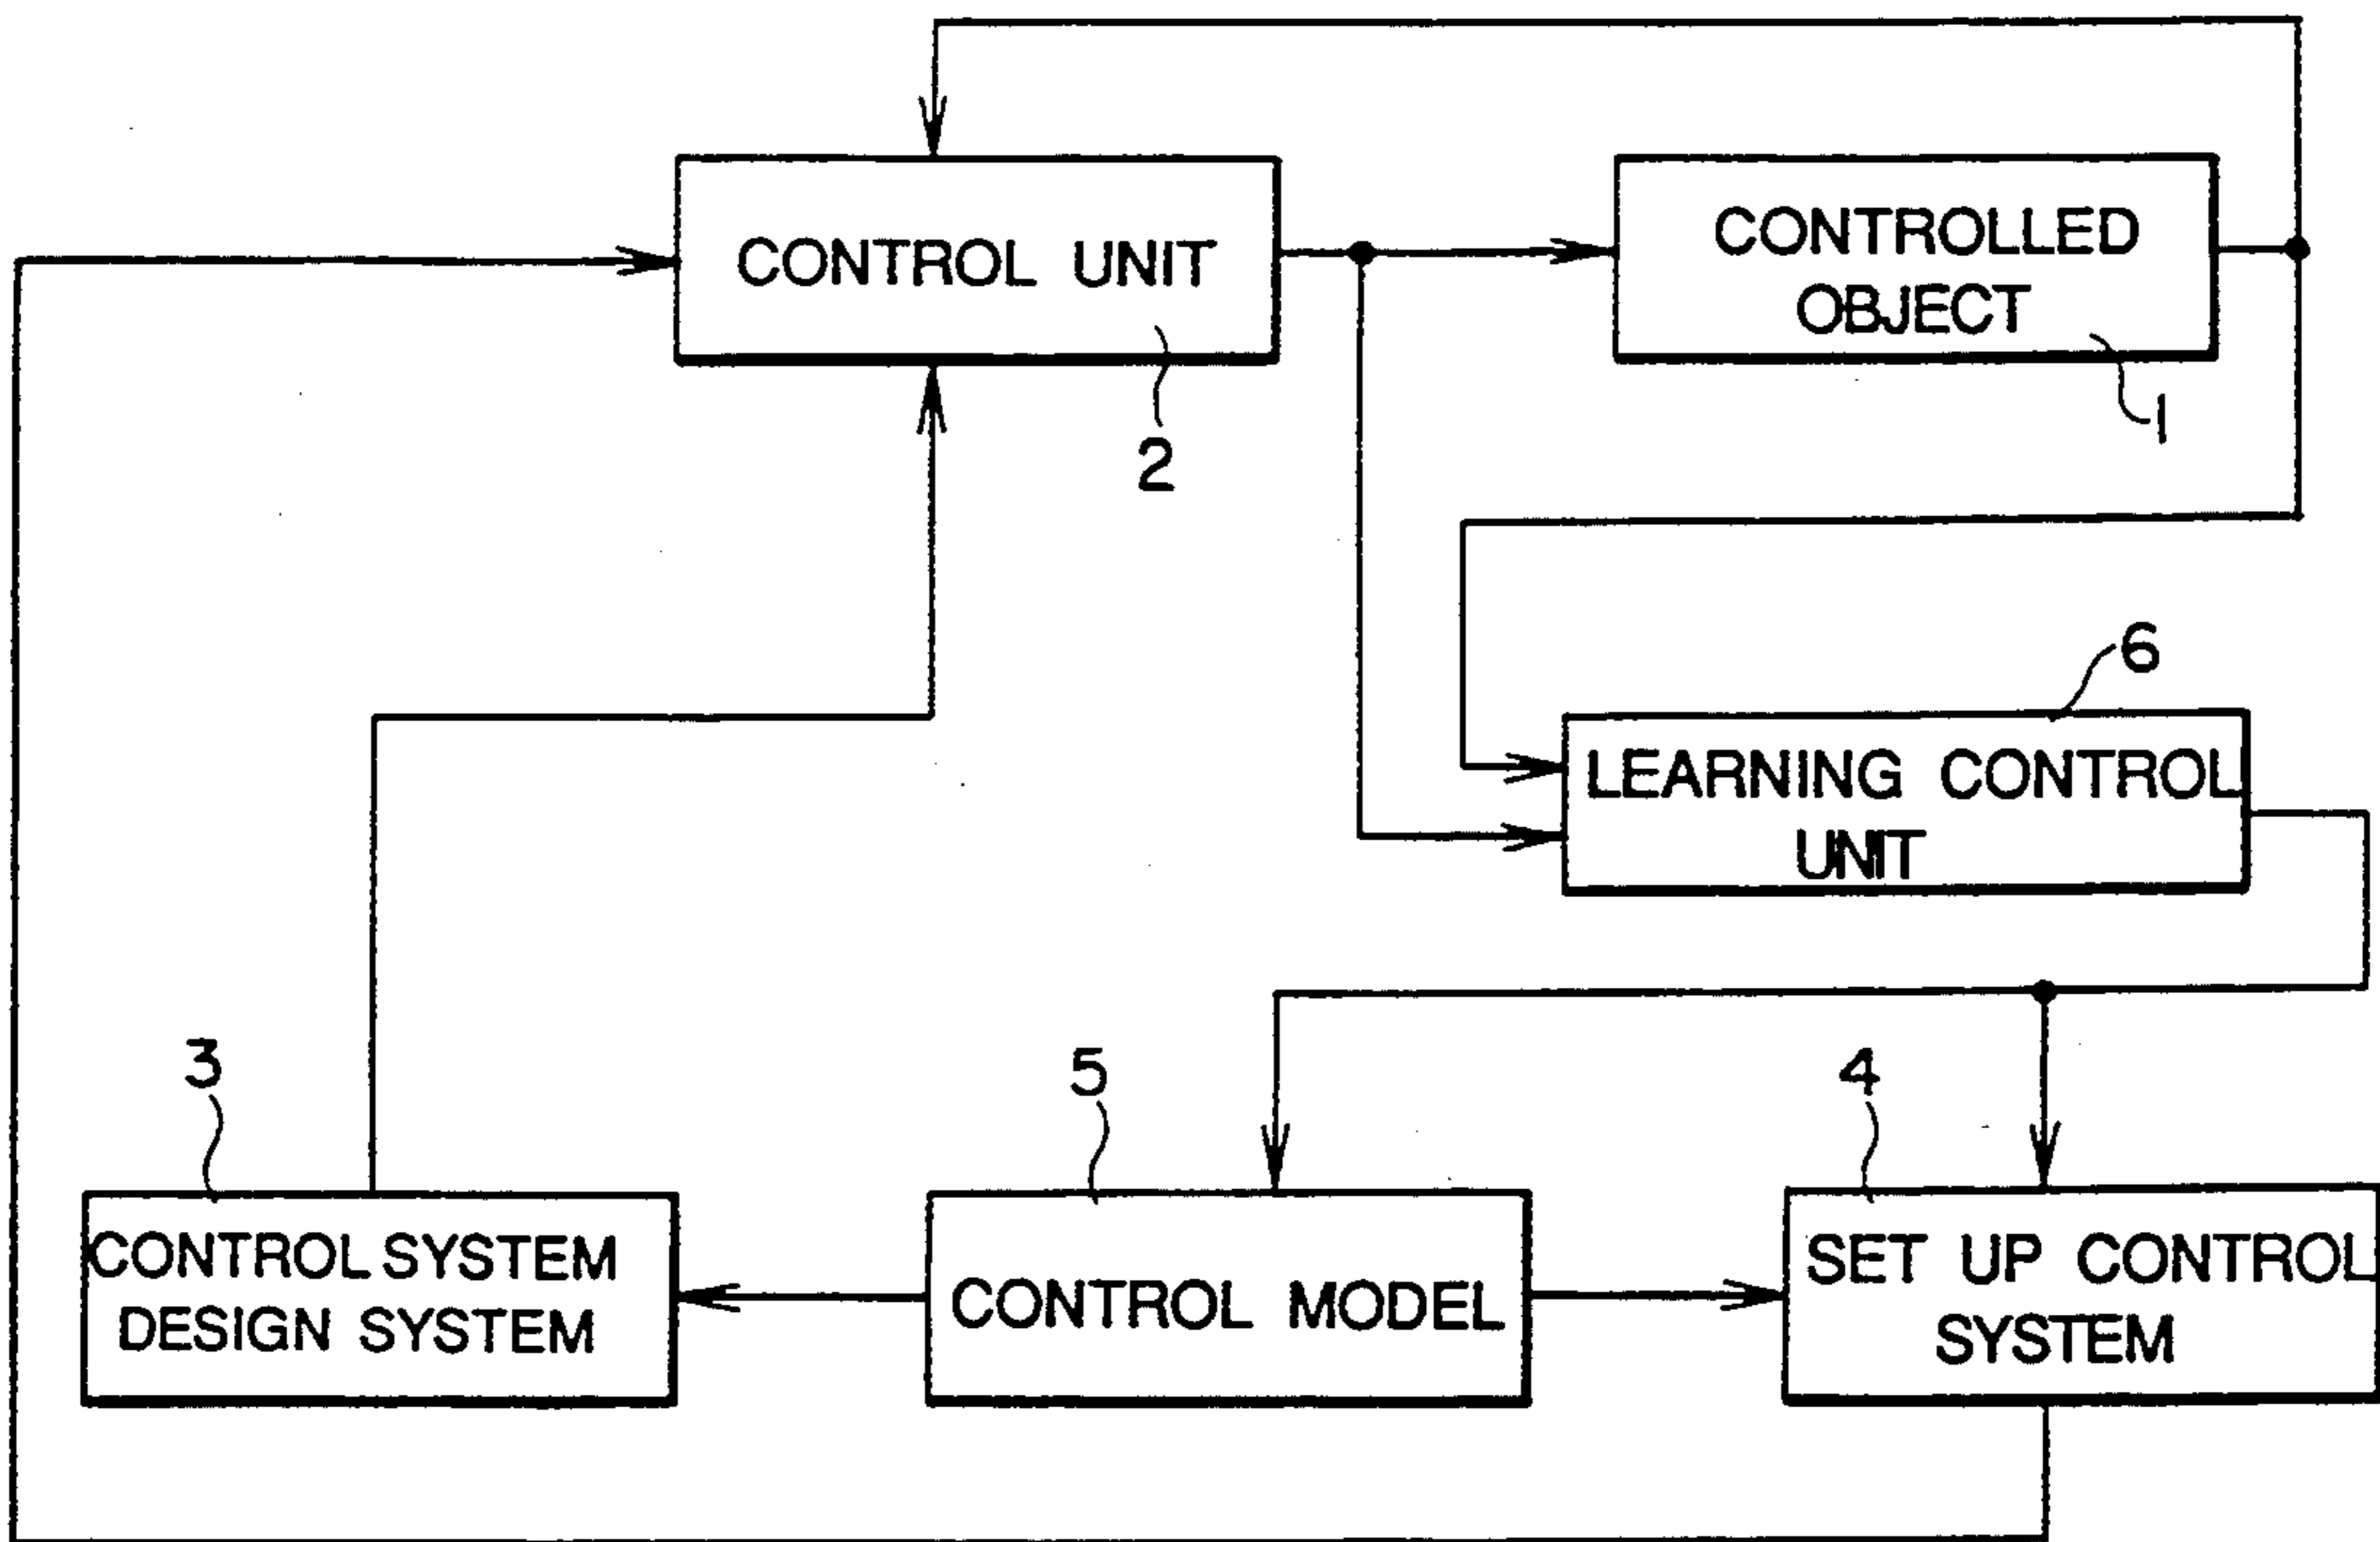 CONTROL UNIT
2
CONTROLLED
OBJECT
1
6
LEARNING CONTROL
UNIT
3
CONTROL SYSTEM
DESIGN SYSTEM
5
CONTROL MODEL
4
SET UP CONTROL
SYSTEM